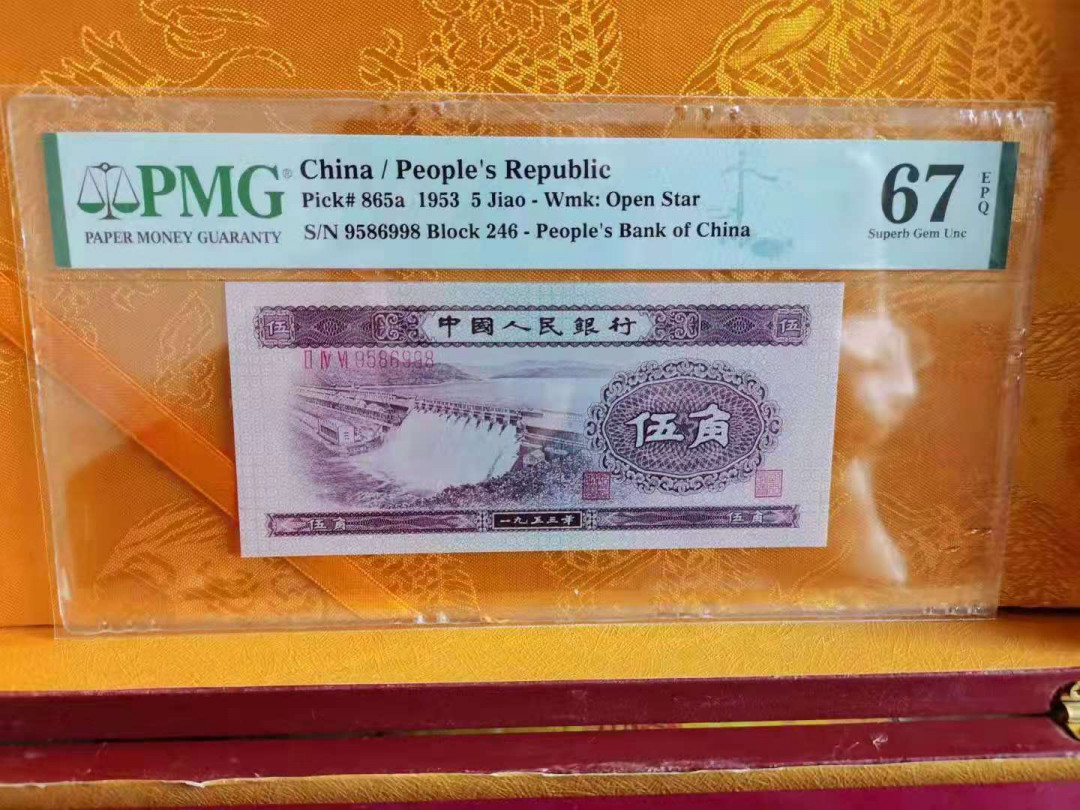 PMG®
PAPER MONEY GUARANTY
China / People's Republic
Pick# 865a 1953 5 Jiao - Wmk: Open Star
S/N 9586998 Block 246 - People's Bank of China
67
EPQ
Superb Gem Unc
中國人民銀行
伍
伍
II IV VI 9586998
伍角
伍角
一九五三年
伍角